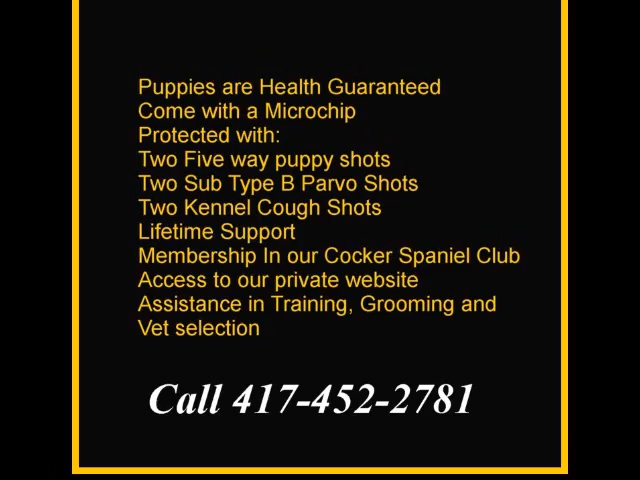 Puppies are Health Guaranteed
Come with a Microchip
Protected with:
Two Five way puppy shots
Two Sub Type B Parvo Shots
Two Kennel Cough Shots
Lifetime Support
Membership In our Cocker Spaniel Club
Access to our private website
Assistance in Training, Grooming and
Vet selection
Call 417-452-2781